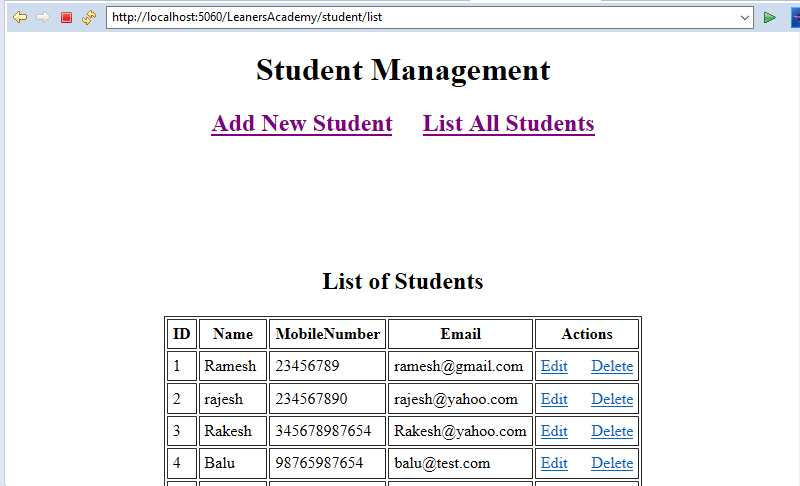 http://localhost:5060/LeanersAcademy/student/list
Student Management
Add New Student List All Students
List of Students
ID Name MobileNumber Email Actions
1 Ramesh 23456789 ramesh@gmail.com Edit Delete
2 rajesh 234567890 rajesh@yahoo.com Edit Delete
3 Rakesh 345678987654 Rakesh@yahoo.com Edit Delete
4 Balu 98765987654 balu@test.com Edit Delete